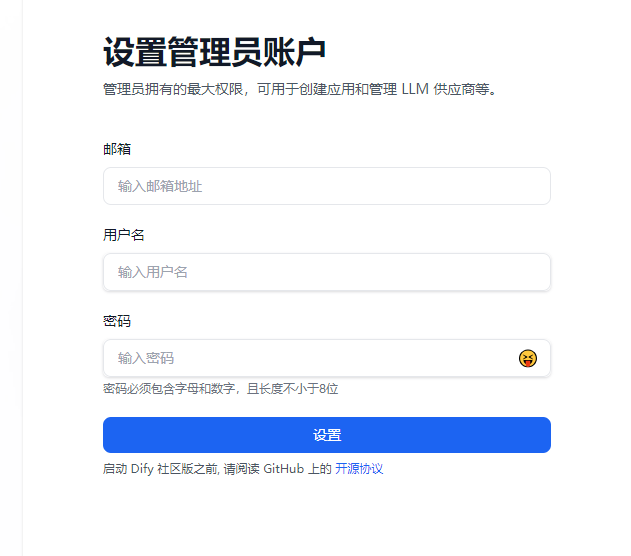 设置管理员账户
管理员拥有的最大权限，可用于创建应用和管理 LLM 供应商等。
邮箱
输入邮箱地址
用户名
输入用户名
密码
输入密码
密码必须包含字母和数字，且长度不小于8位
设置
启动 Dify 社区版之前, 请阅读 GitHub 上的 开源协议